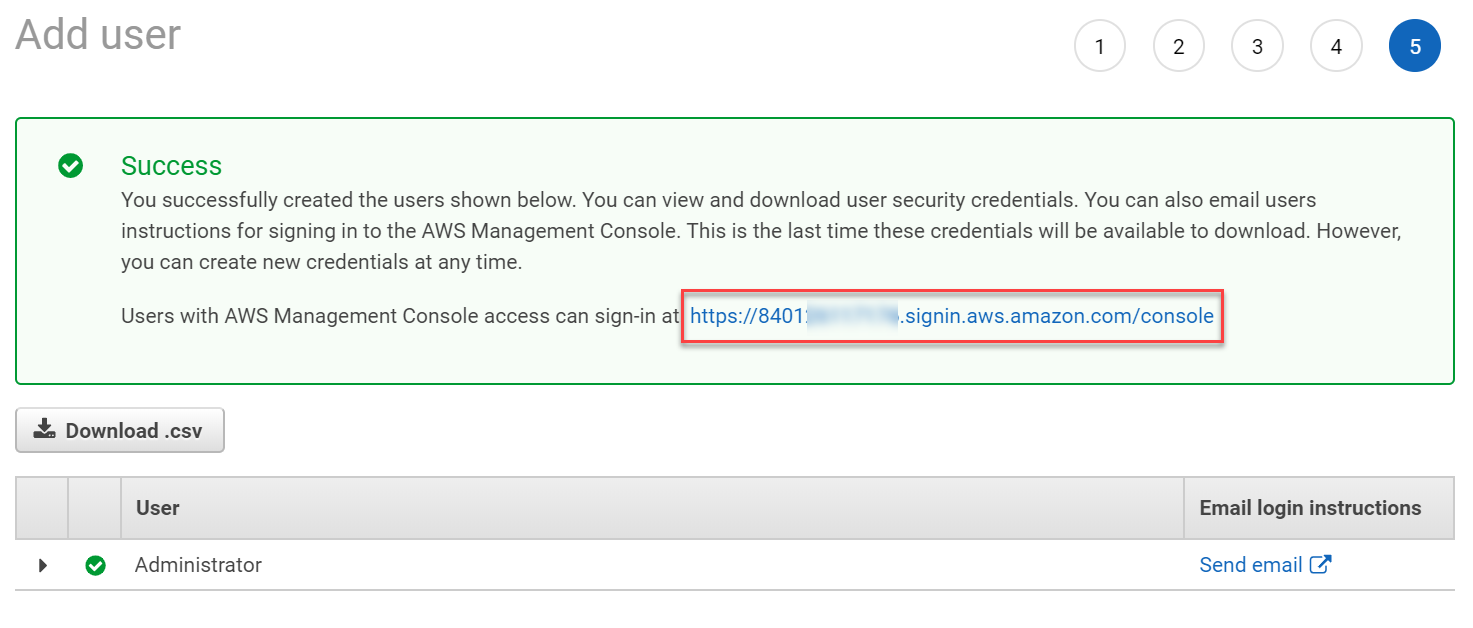 Add user
1 2 3 4 5
Success
You successfully created the users shown below. You can view and download user security credentials. You can also email users
instructions for signing in to the AWS Management Console. This is the last time these credentials will be available to download. However,
you can create new credentials at any time.
Users with AWS Management Console access can sign-in at https://8401 .signin.aws.amazon.com/console
Download .csv
User Email login instructions
Administrator Send email